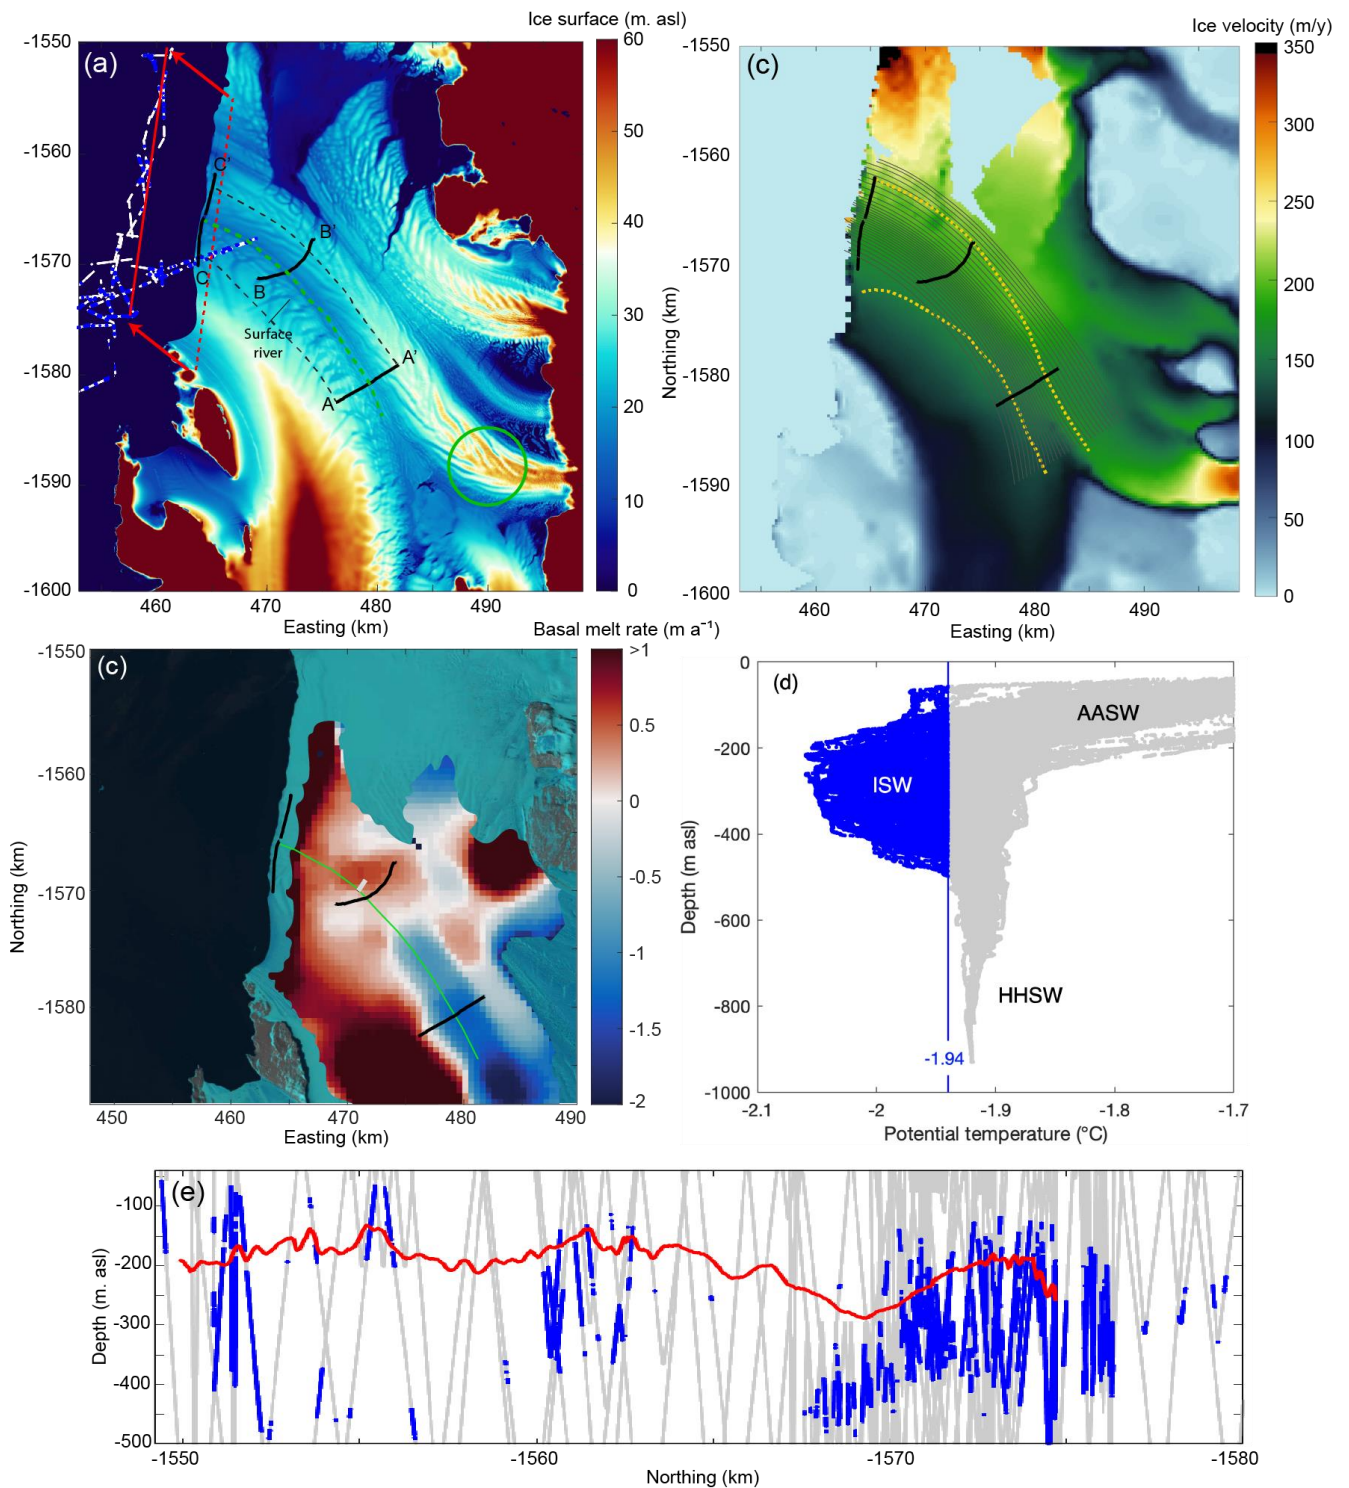 Ice surface (m. asl)
(a)
-1550
-1560
-1570
-1580
-1590
-1600
460
470
480
490
Easting (km)
60
50
40
30
20
10
0
C'
C
B'
B
A'
A
Surface
river
Ice velocity (m/y)
(c)
-1550
-1560
-1570
-1580
-1590
-1600
Northing (km)
460
470
480
490
Easting (km)
350
300
250
200
150
100
50
0
Basal melt rate (m a⁻¹)
(c)
-1550
-1560
-1570
-1580
Northing (km)
450
460
470
480
490
Easting (km)
>1
0.5
0
-0.5
-1
-1.5
-2
(d)
0
-200
-400
-600
-800
-1000
Depth (m asl)
AASW
ISW
HHSW
-1.94
-2.1
-2
-1.9
-1.8
-1.7
Potential temperature (°C)
(e)
-100
-200
-300
-400
-500
Depth (m. asl)
-1550
-1560
-1570
-1580
Northing (km)